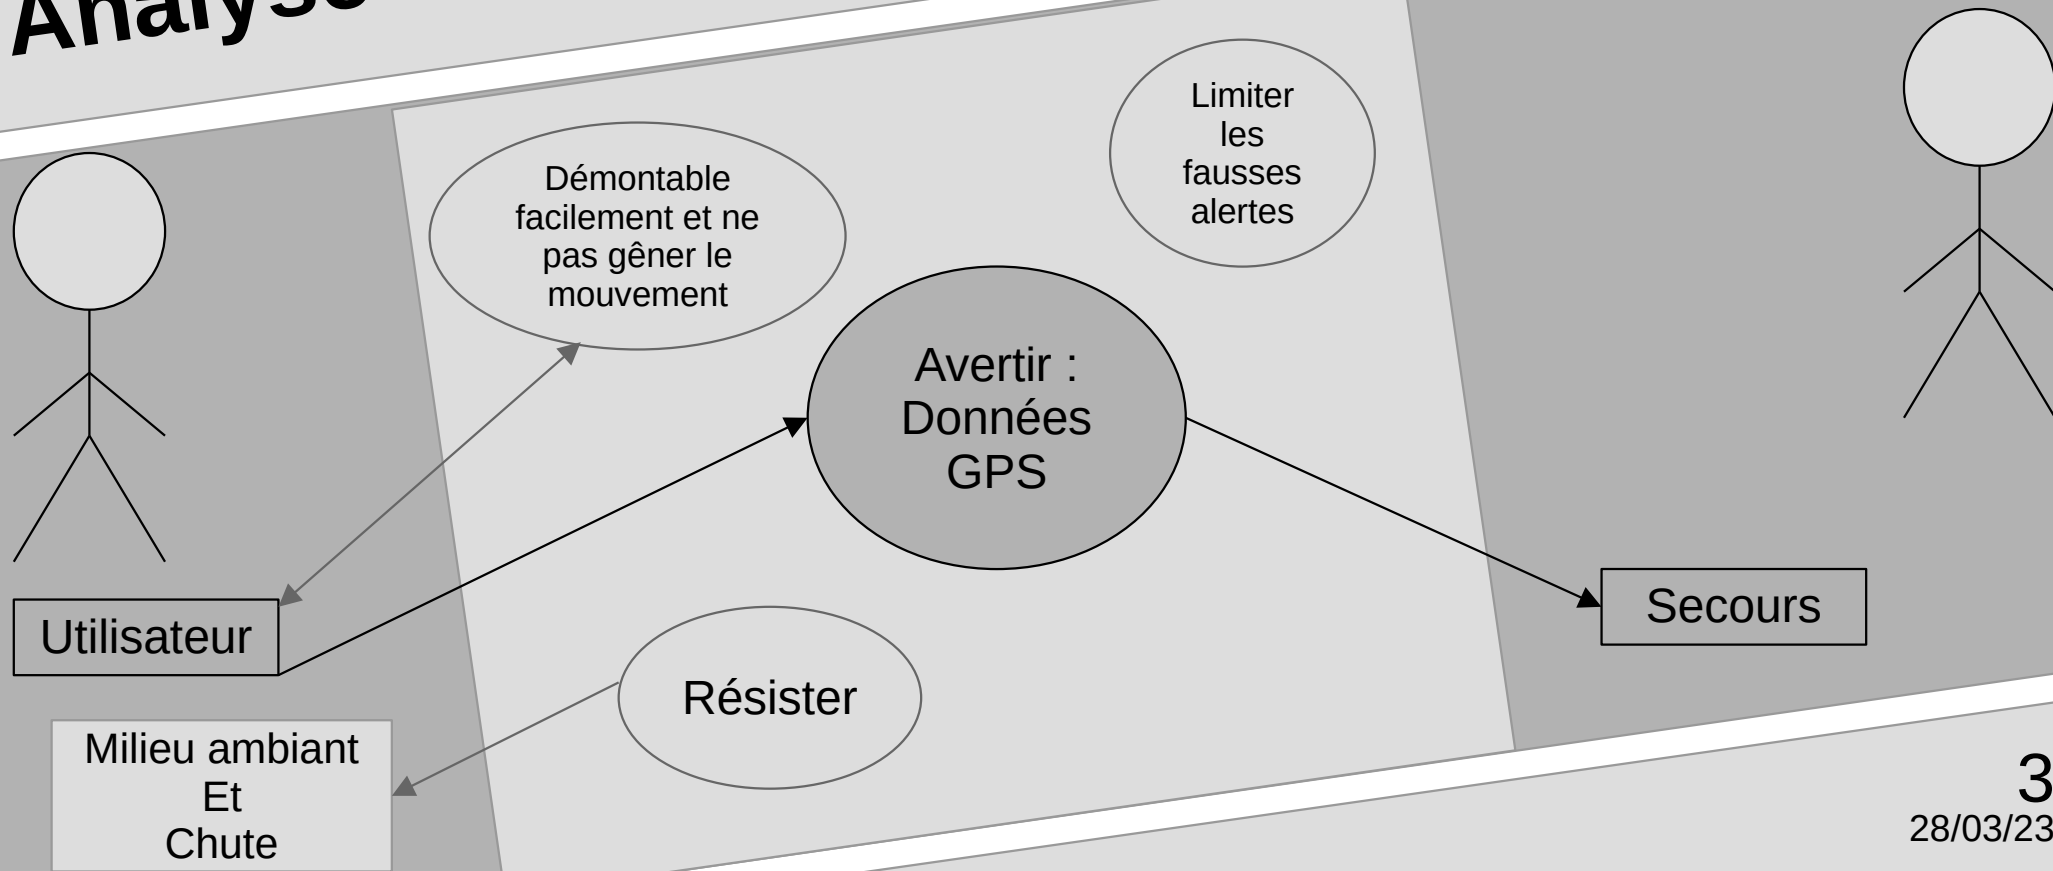 Analyse
Limiter
les
fausses
alertes
Démontable
facilement et ne
pas gêner le
mouvement
Avertir :
Données
GPS
Utilisateur
Secours
Résister
Milieu ambiant
Et
Chute
3
28/03/23